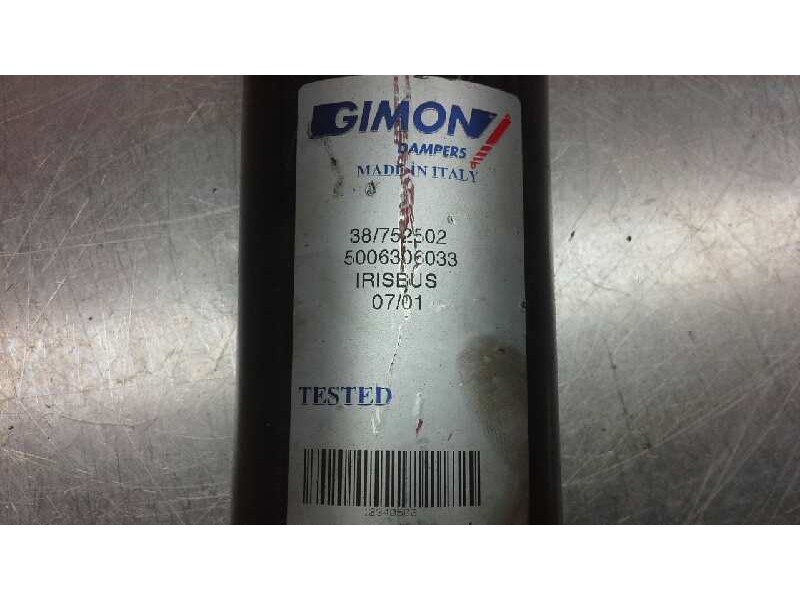 GIMON
DAMPERS
MADE IN ITALY
38/752502
5006306033
IRISBUS
07/01
TESTED